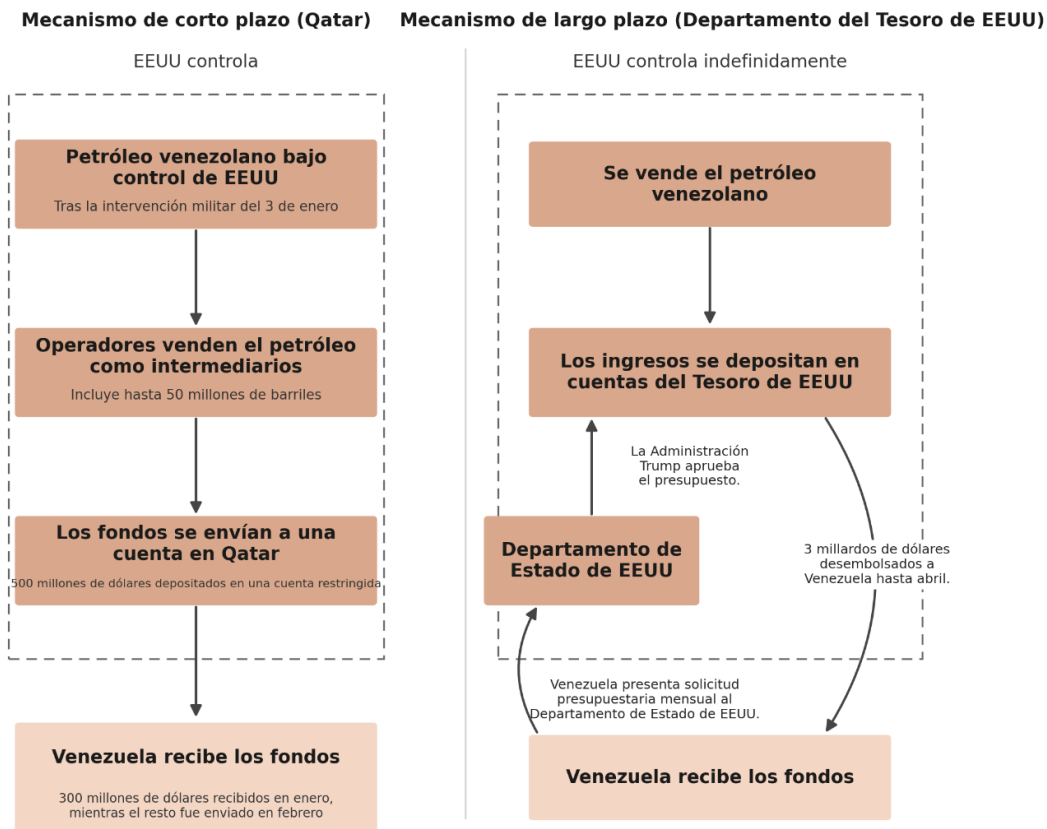 Mecanismo de corto plazo (Qatar)
EEUU controla
Petróleo venezolano bajo
control de EEUU
Tras la intervención militar del 3 de enero
Operadores venden el petróleo
como intermediarios
Incluye hasta 50 millones de barriles
Los fondos se envían a una
cuenta en Qatar
500 millones de dólares depositados en una cuenta restringida.
Venezuela recibe los fondos
300 millones de dólares recibidos en enero,
mientras el resto fue enviado en febrero
Mecanismo de largo plazo (Departamento del Tesoro de EEUU)
EEUU controla indefinidamente
Se vende el petróleo
venezolano
Los ingresos se depositan en
cuentas del Tesoro de EEUU
La Administración
Trump aprueba
el presupuesto.
Departamento de
Estado de EEUU
3 millardos de dólares
desembolsados a
Venezuela hasta abril.
Venezuela presenta solicitud
presupuestaria mensual al
Departamento de Estado de EEUU.
Venezuela recibe los fondos